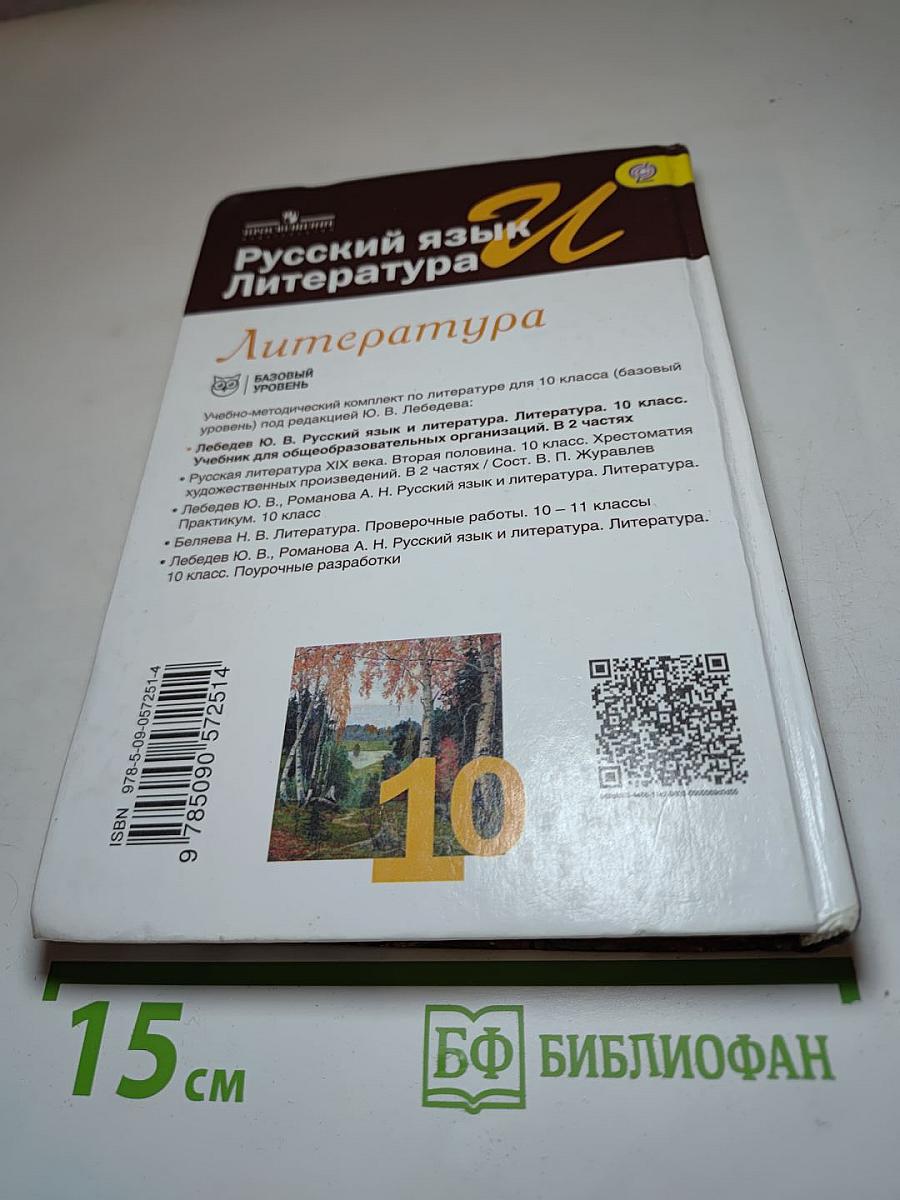 ПРОСВЕЩЕНИЕ
ИЗДАТЕЛЬСТВО
Русский язык И
Литература
Литература
БАЗОВЫЙ
УРОВЕНЬ
Учебно-методический комплект по литературе для 10 класса (базовый
уровень) под редакцией Ю. В. Лебедева:
• Лебедев Ю. В. Русский язык и литература. Литература. 10 класс.
Учебник для общеобразовательных организаций. В 2 частях
• Русская литература XIX века. Вторая половина. 10 класс. Хрестоматия
художественных произведений. В 2 частях / Сост. В. П. Журавлев
• Лебедев Ю. В., Романова А. Н. Русский язык и литература. Литература.
Практикум. 10 класс
• Беляева Н. В. Литература. Проверочные работы. 10 – 11 классы
• Лебедев Ю. В., Романова А. Н. Русский язык и литература. Литература.
10 класс. Поурочные разработки
ISBN 978-5-09-057251-4
9 785090 572514
10
15 см
БФ БИБЛИОФАН